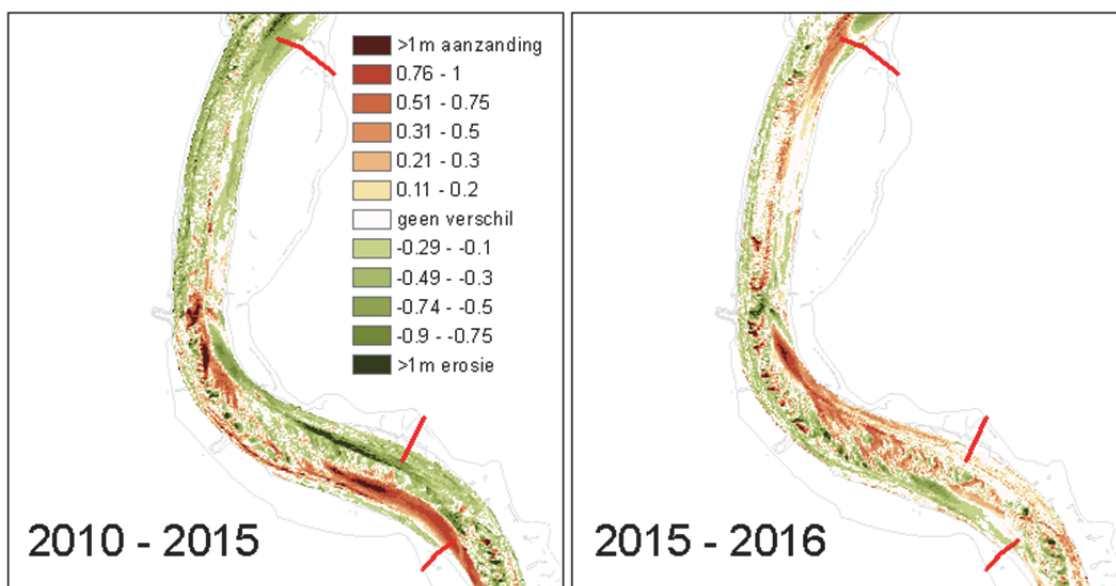 >1m aanzanding
0.76 - 1
0.51 - 0.75
0.31 - 0.5
0.21 - 0.3
0.11 - 0.2
geen verschil
-0.29 - -0.1
-0.49 - -0.3
-0.74 - -0.5
-0.9 - -0.75
>1m erosie
2010 - 2015
2015 - 2016